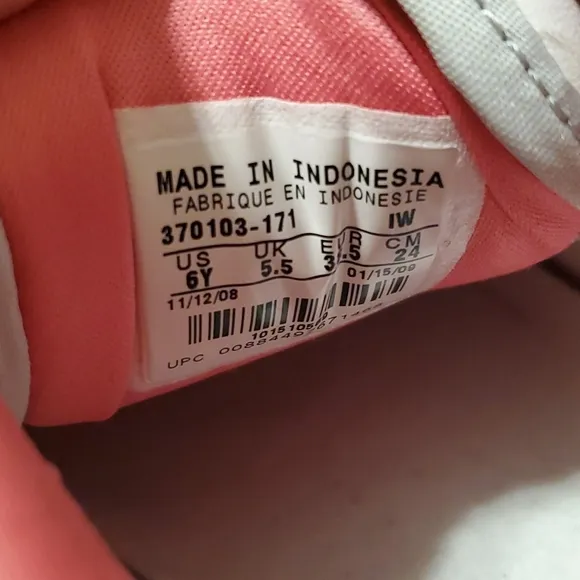 MADE IN INDONESIA
FABRIQUE EN INDONESIE
370103-171 IW
US UK EUR CM
6Y 5.5 24
11/12/08 01/15/09
UPC